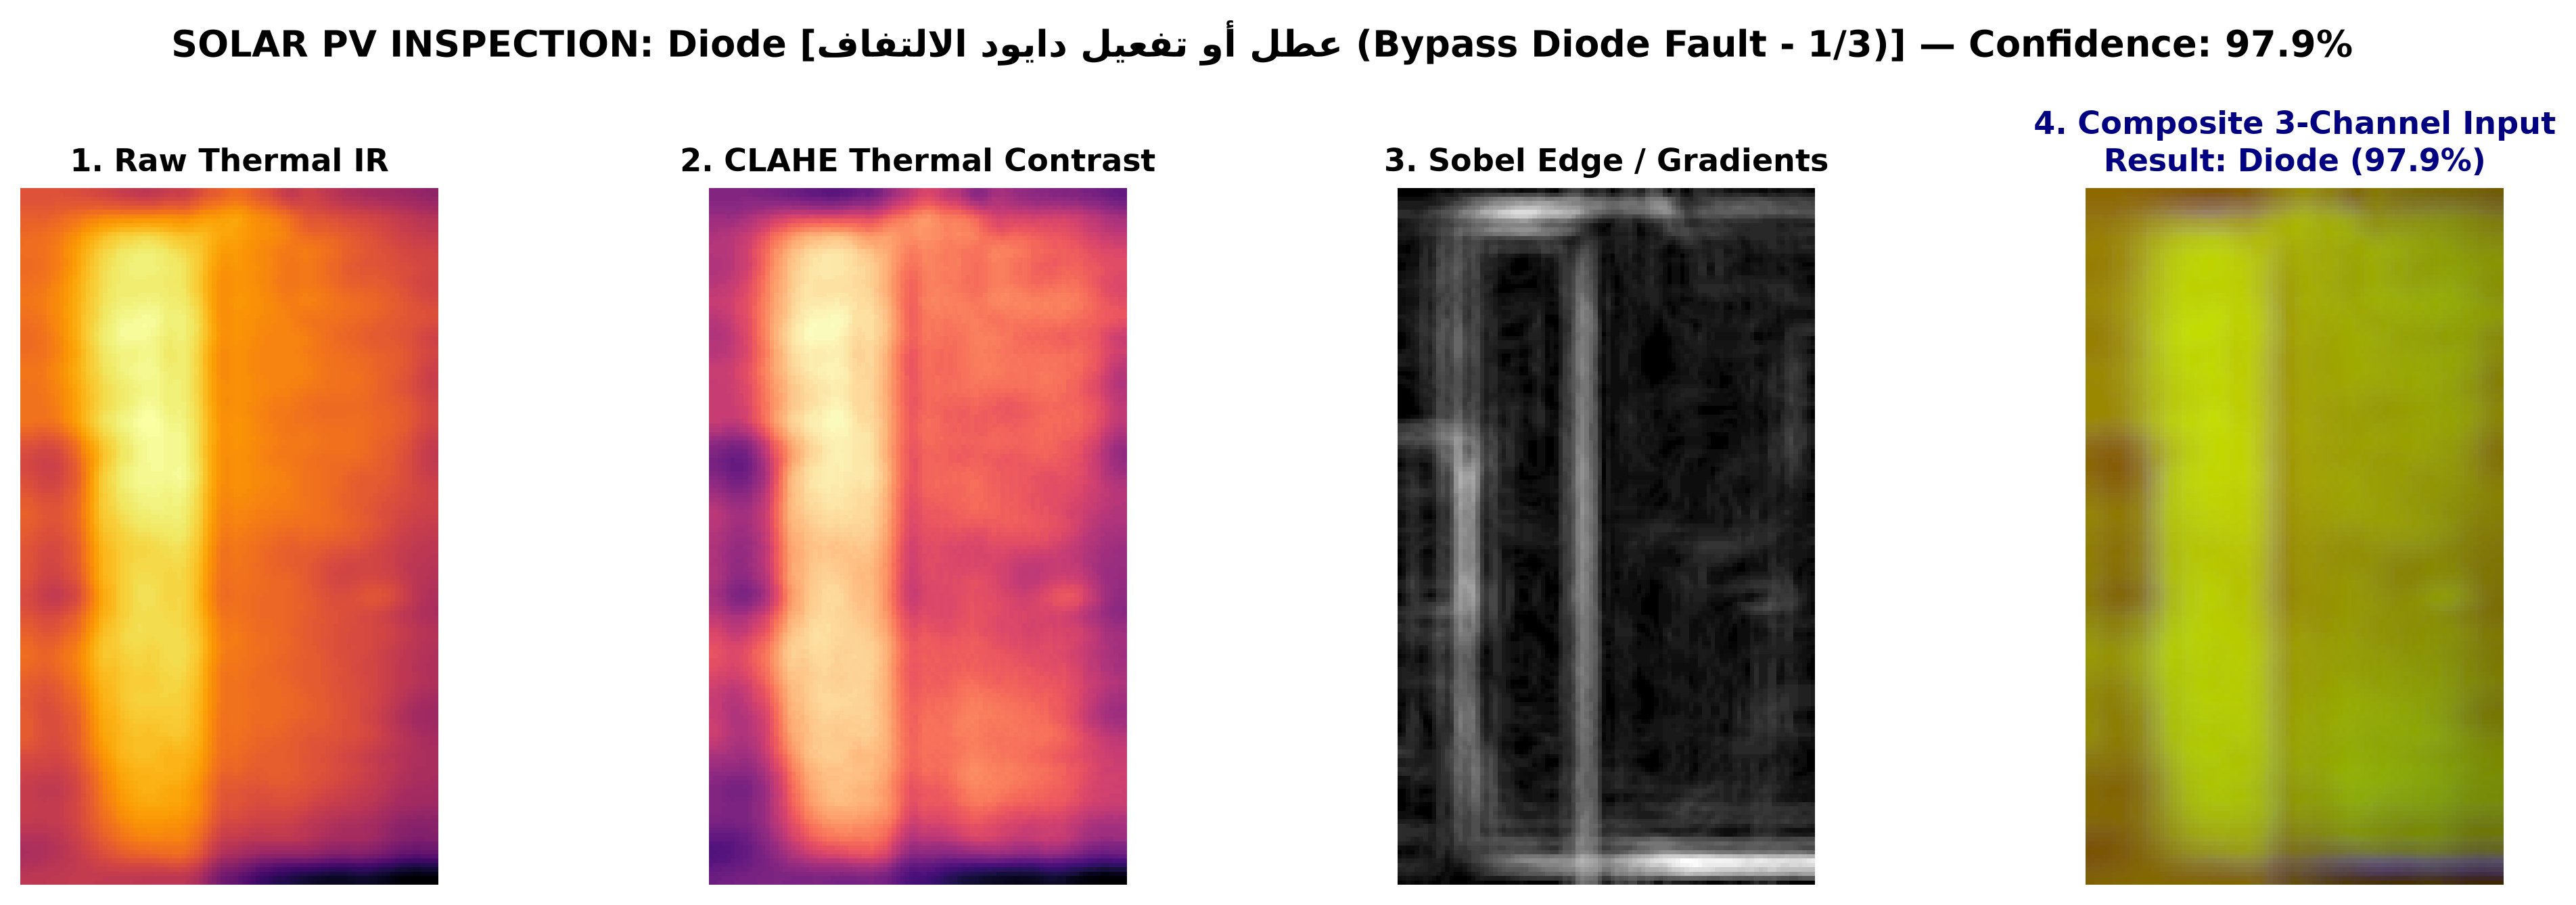 SOLAR PV INSPECTION: Diode [عطل أو تفعيل دايود الالتفاف (Bypass Diode Fault - 1/3)] — Confidence: 97.9%
1. Raw Thermal IR
2. CLAHE Thermal Contrast
3. Sobel Edge / Gradients
4. Composite 3-Channel Input
Result: Diode (97.9%)